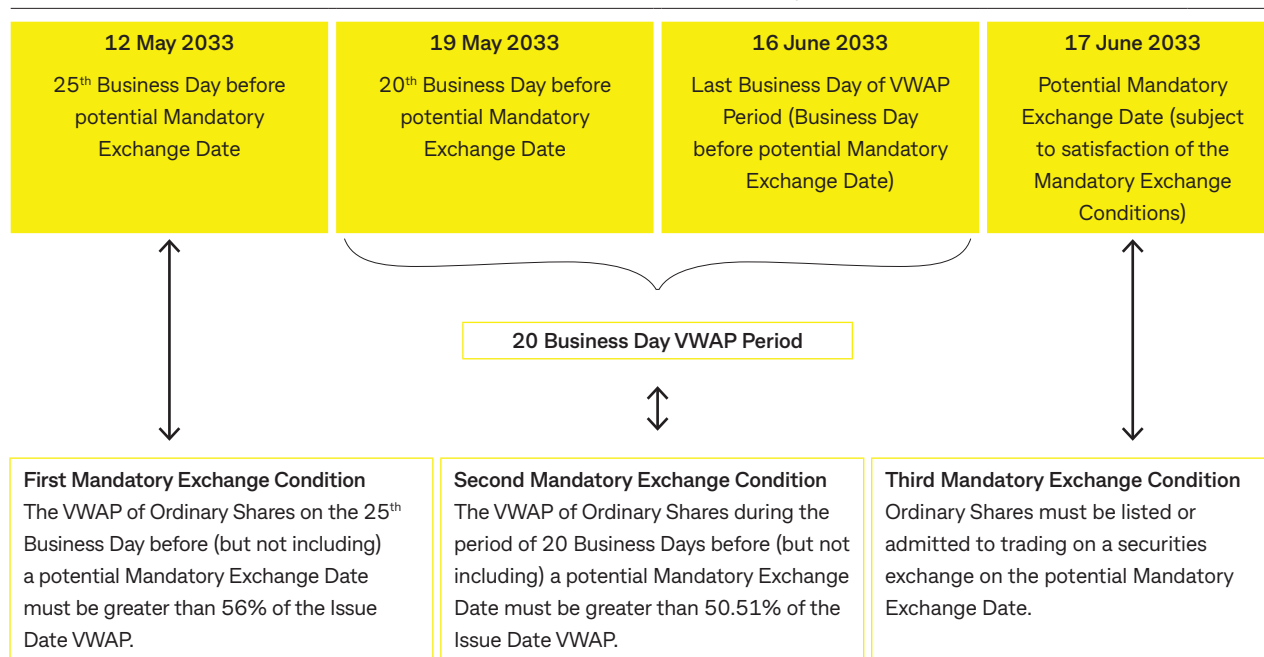 12 May 2033
25th Business Day before
potential Mandatory
Exchange Date
19 May 2033
20th Business Day before
potential Mandatory
Exchange Date
16 June 2033
Last Business Day of VWAP
Period (Business Day
before potential Mandatory
Exchange Date)
17 June 2033
Potential Mandatory
Exchange Date (subject
to satisfaction of the
Mandatory Exchange
Conditions)
20 Business Day VWAP Period
First Mandatory Exchange Condition
The VWAP of Ordinary Shares on the 25th
Business Day before (but not including)
a potential Mandatory Exchange Date
must be greater than 56% of the Issue
Date VWAP.
Second Mandatory Exchange Condition
The VWAP of Ordinary Shares during the
period of 20 Business Days before (but not
including) a potential Mandatory Exchange
Date must be greater than 50.51% of the
Issue Date VWAP.
Third Mandatory Exchange Condition
Ordinary Shares must be listed or
admitted to trading on a securities
exchange on the potential Mandatory
Exchange Date.